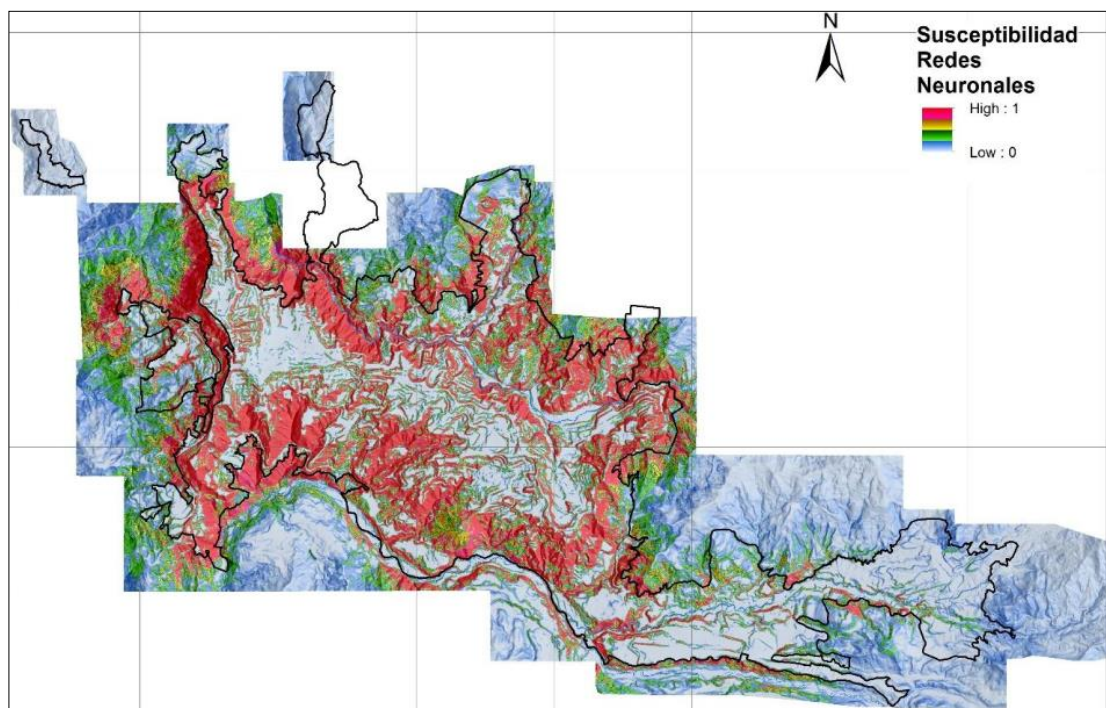 N
Susceptibilidad
Redes
Neuronales
High : 1
Low : 0